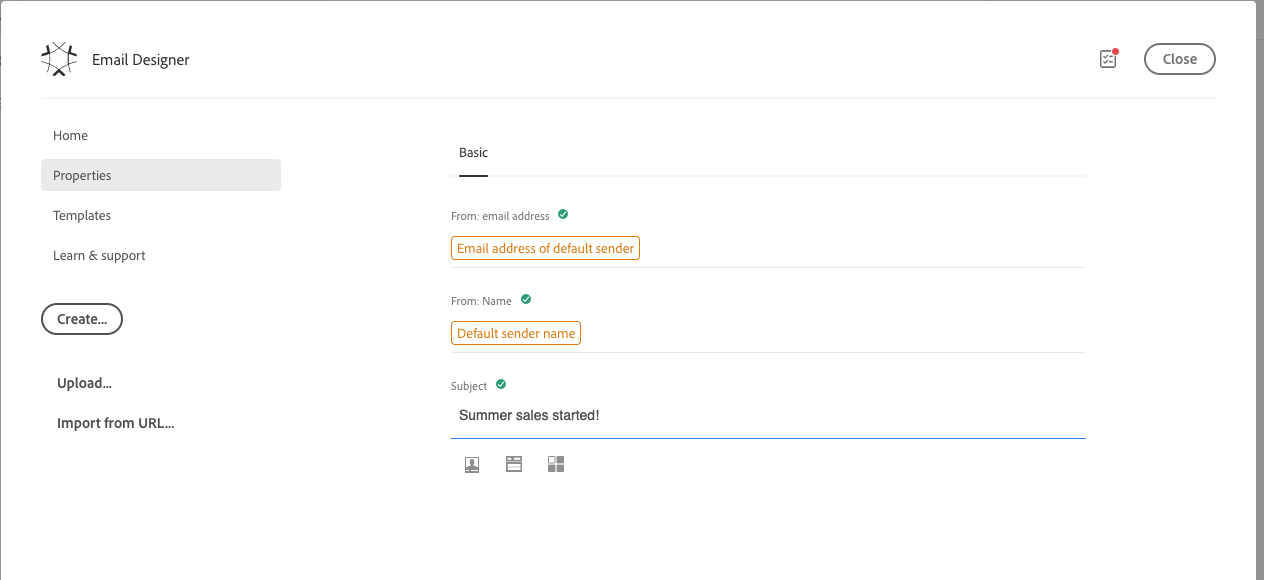 Email Designer
Close
Home
Properties
Templates
Learn & support
Create...
Upload...
Import from URL...
Basic
From: email address
Email address of default sender
From: Name
Default sender name
Subject
Summer sales started!